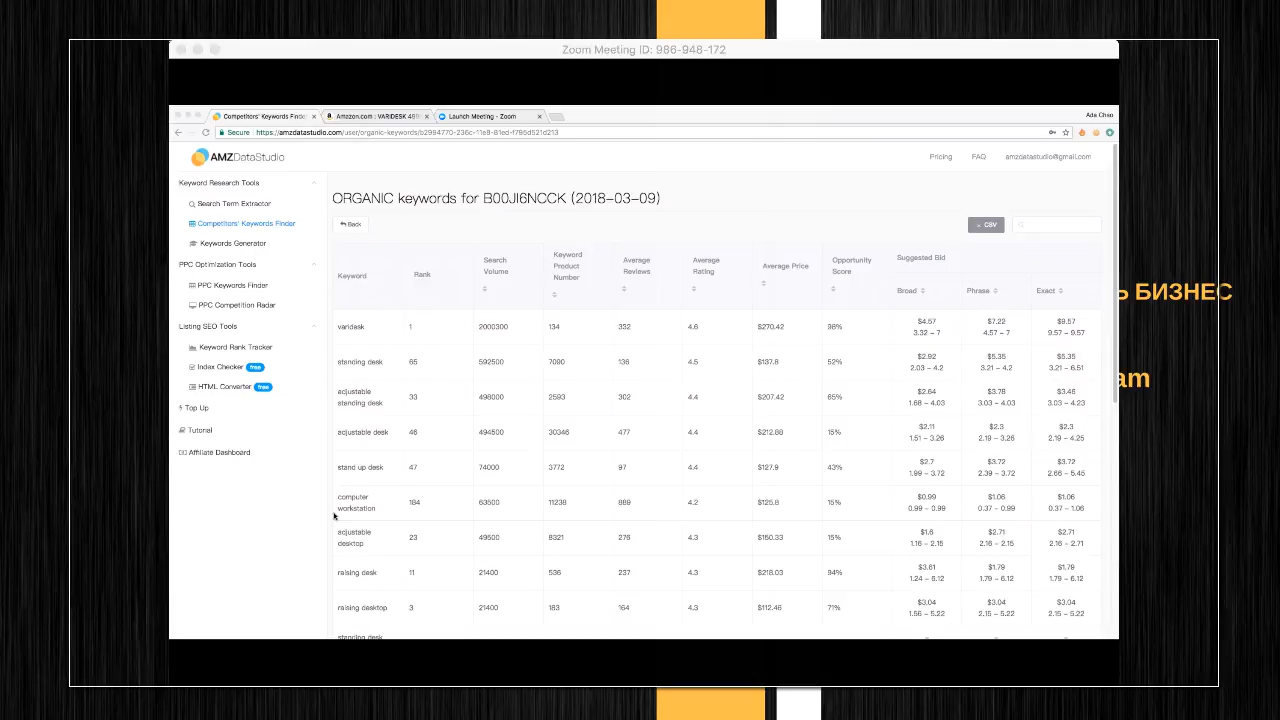 Zoom Meeting ID: 986-948-172
Competitors' Keywords Finde
Amazon.com : VARIDESK 499
Launch Meeting - Zoom
Ada Chao
Secure https://amzdatastudio.com/user/organic-keywords/b2994770-236c-11e8-81ed-f785d521d213
AMZDataStudio
Pricing FAQ amzdatastudio@gmail.com
Keyword Research Tools
Search Term Extractor
Competitors' Keywords Finder
Keywords Generator
PPC Optimization Tools
PPC Keywords Finder
PPC Competition Radar
Listing SEO Tools
Keyword Rank Tracker
Index Checker free
HTML Converter free
Top Up
Tutorial
Affiliate Dashboard
ORGANIC keywords for B00JI6NCCK (2018-03-09)
Back
CSV
Keyword Rank Search Volume Keyword Product Number Average Reviews Average Rating Average Price Opportunity Score Suggested Bid
Broad Phrase Exact
varidesk 1 2000300 134 332 4.6 $270.42 98% $4.57 $7.22 $9.57
3.32 - 7 4.57 - 7 9.57 - 9.57
standing desk 65 592500 7090 136 4.5 $137.8 52% $2.92 $5.35 $5.35
2.03 - 4.2 3.21 - 4.2 3.21 - 6.51
adjustable standing desk 33 498000 2593 302 4.4 $207.42 65% $2.64 $3.78 $3.46
1.68 - 4.03 3.03 - 4.03 3.03 - 4.23
adjustable desk 46 494500 30346 477 4.4 $212.88 15% $2.11 $2.3 $2.3
1.51 - 3.26 2.19 - 3.26 2.19 - 4.25
stand up desk 47 74000 3772 97 4.4 $127.9 43% $2.7 $3.72 $3.72
1.99 - 3.72 2.39 - 3.72 2.66 - 5.45
computer workstation 184 63500 11238 889 4.2 $125.8 15% $0.99 $1.06 $1.06
0.99 - 0.99 0.37 - 0.99 0.37 - 1.06
adjustable desktop 23 49500 8321 276 4.3 $150.33 15% $1.6 $2.71 $2.71
1.16 - 2.15 2.16 - 2.15 2.16 - 2.71
raising desk 11 21400 536 237 4.3 $218.03 94% $3.61 $1.79 $1.79
1.24 - 6.12 1.79 - 6.12 1.79 - 6.12
raising desktop 3 21400 183 164 4.3 $112.46 71% $3.04 $3.04 $3.04
1.56 - 5.22 2.15 - 5.22 2.15 - 5.22
standing desk
Ь БИЗНЕС
am